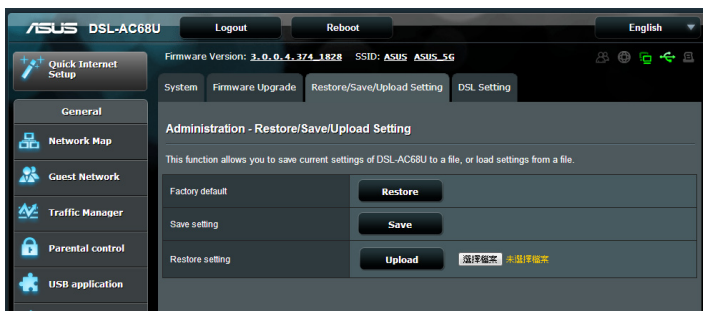 ASUS DSL-AC68U Logout Reboot English
Quick Internet Setup
Firmware Version: 3.0.0.4.374_1828 SSID: ASUS ASUS_5G
System Firmware Upgrade Restore/Save/Upload Setting DSL Setting
General
Network Map
Guest Network
Traffic Manager
Parental control
USB application
Administration - Restore/Save/Upload Setting
This function allows you to save current settings of DSL-AC68U to a file, or load settings from a file.
Factory default Restore
Save setting Save
Restore setting Upload 選擇檔案 未選擇檔案